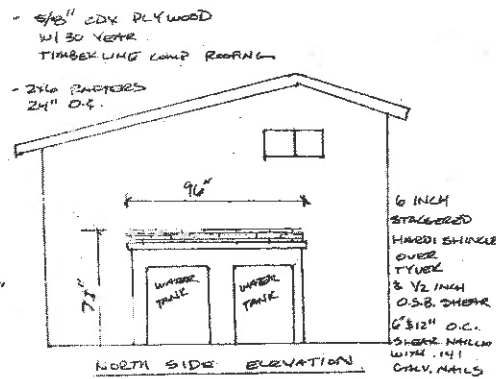 - 5/8" CDX PLYWOOD
W/ 30 YEAR
TIMBERLINE COMP ROOFING
- 2X6 RAFTERS
24" O.C.
96"
"
WATER
TANK
WATER
TANK
6 INCH
STAGGERED
HARDI SHINGLE
OVER
TYVEK
& 1/2 INCH
O.S.B. SHEAR
6" & 12" O.C.
SHEAR NAILING
WITH .141
GALV. NAILS
NORTH SIDE ELEVATION